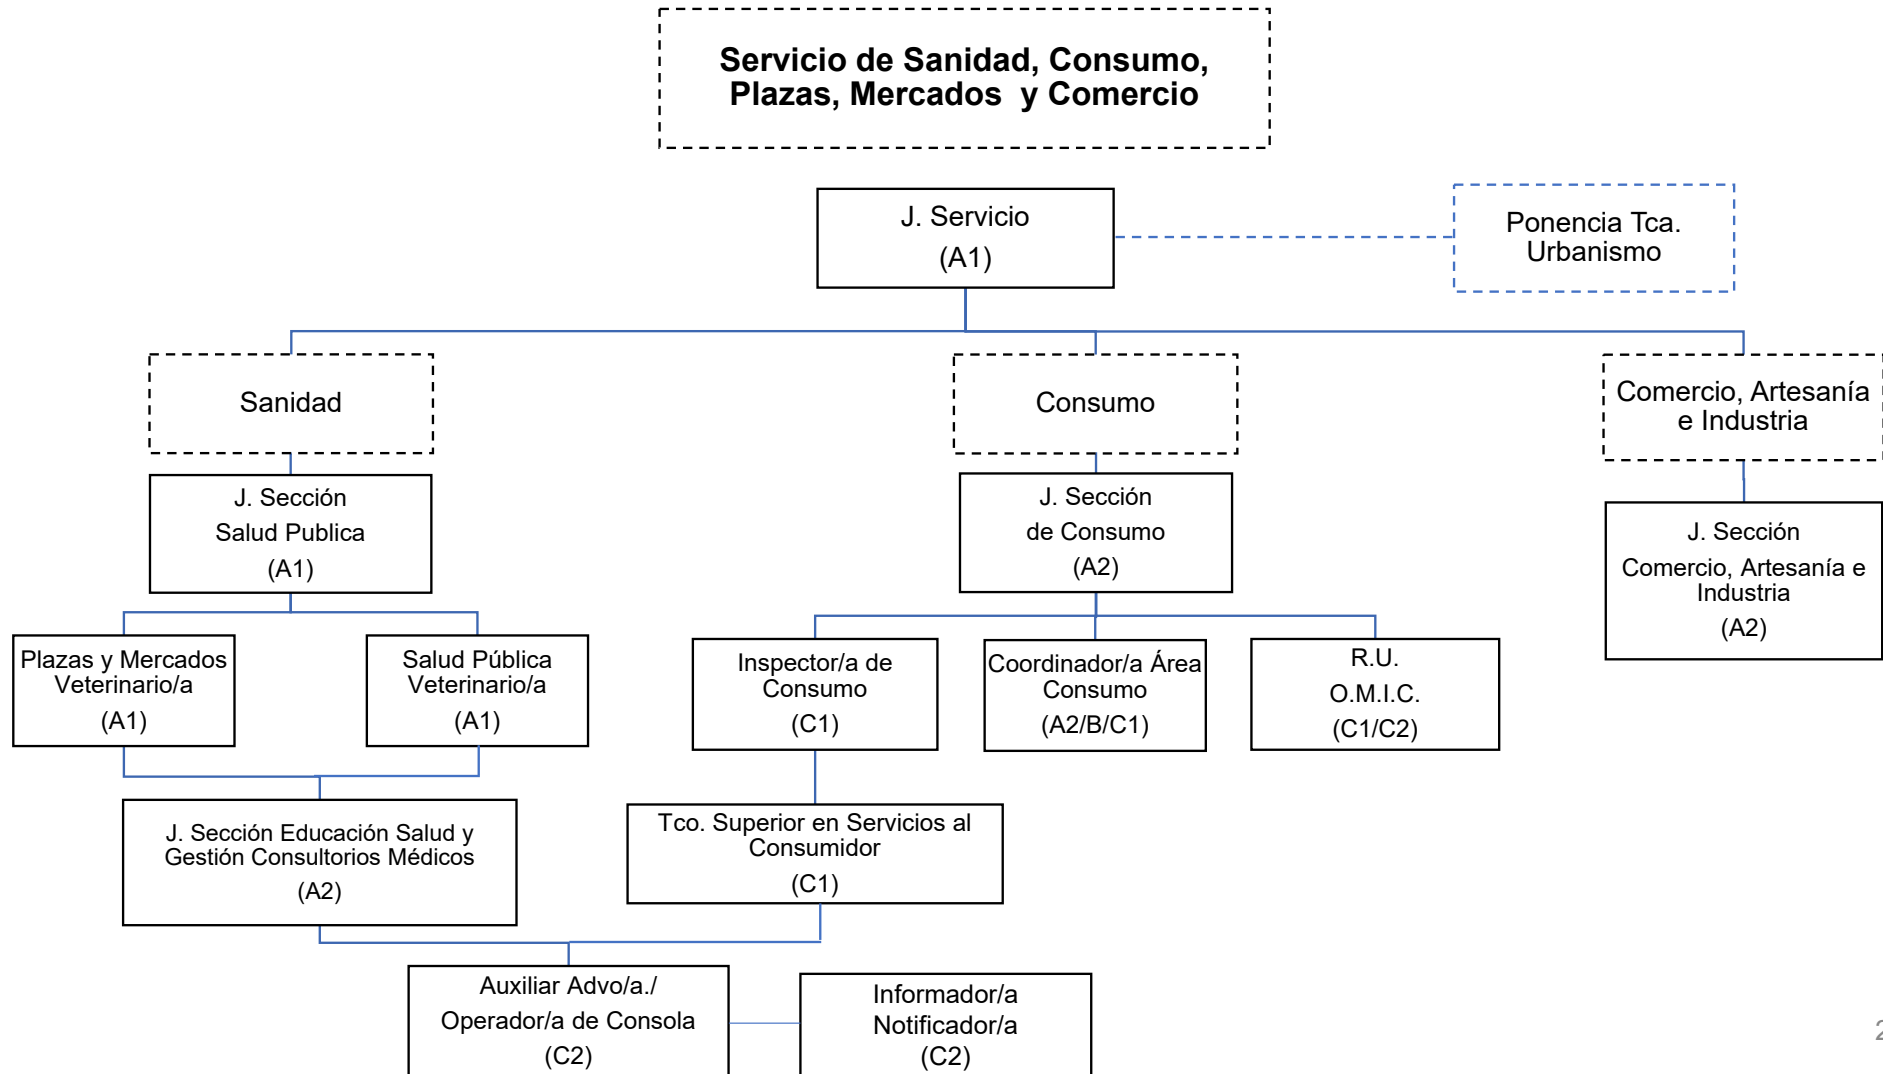 Servicio de Sanidad, Consumo,
Plazas, Mercados y Comercio
J. Servicio
(A1)
Ponencia Tca.
Urbanismo
Sanidad
Consumo
Comercio, Artesanía
e Industria
J. Sección
Salud Publica
(A1)
J. Sección
de Consumo
(A2)
J. Sección
Comercio, Artesanía e
Industria
(A2)
Plazas y Mercados
Veterinario/a
(A1)
Salud Pública
Veterinario/a
(A1)
Inspector/a de
Consumo
(C1)
Coordinador/a Área
Consumo
(A2/B/C1)
R.U.
O.M.I.C.
(C1/C2)
J. Sección Educación Salud y
Gestión Consultorios Médicos
(A2)
Tco. Superior en Servicios al
Consumidor
(C1)
Auxiliar Advo/a./
Operador/a de Consola
(C2)
Informador/a
Notificador/a
(C2)
2